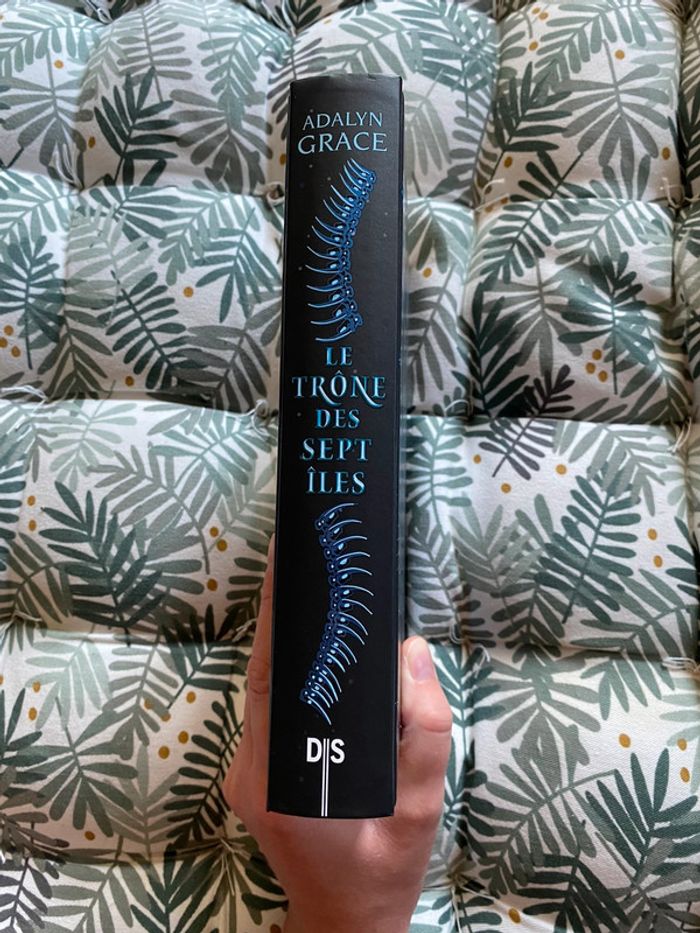 ADALYN
GRACE
LE
TRÔNE
DES
SEPT
ÎLES
D S